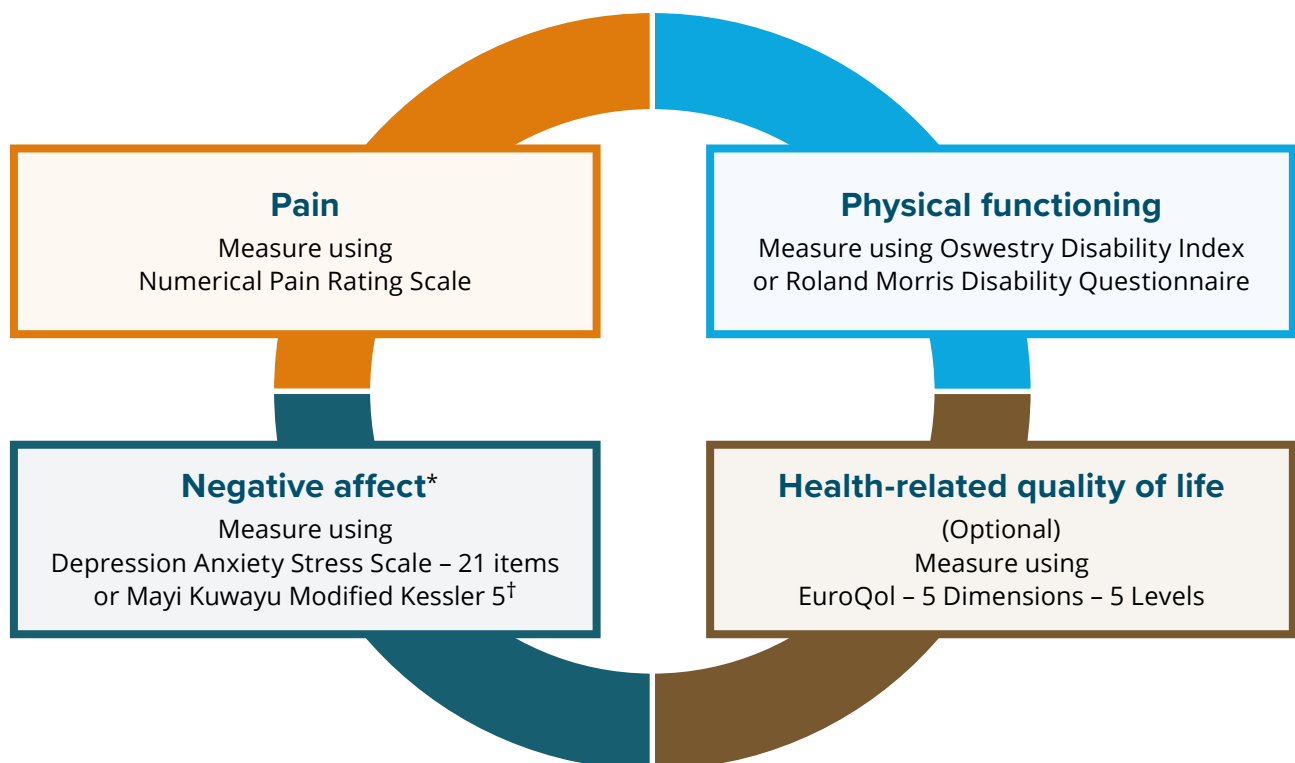 Pain
Measure using
Numerical Pain Rating Scale
Physical functioning
Measure using Oswestry Disability Index
or Roland Morris Disability Questionnaire
Negative affect*
Measure using
Depression Anxiety Stress Scale – 21 items
or Mayi Kuwayu Modified Kessler 5†
Health-related quality of life
(Optional)
Measure using
EuroQol – 5 Dimensions – 5 Levels